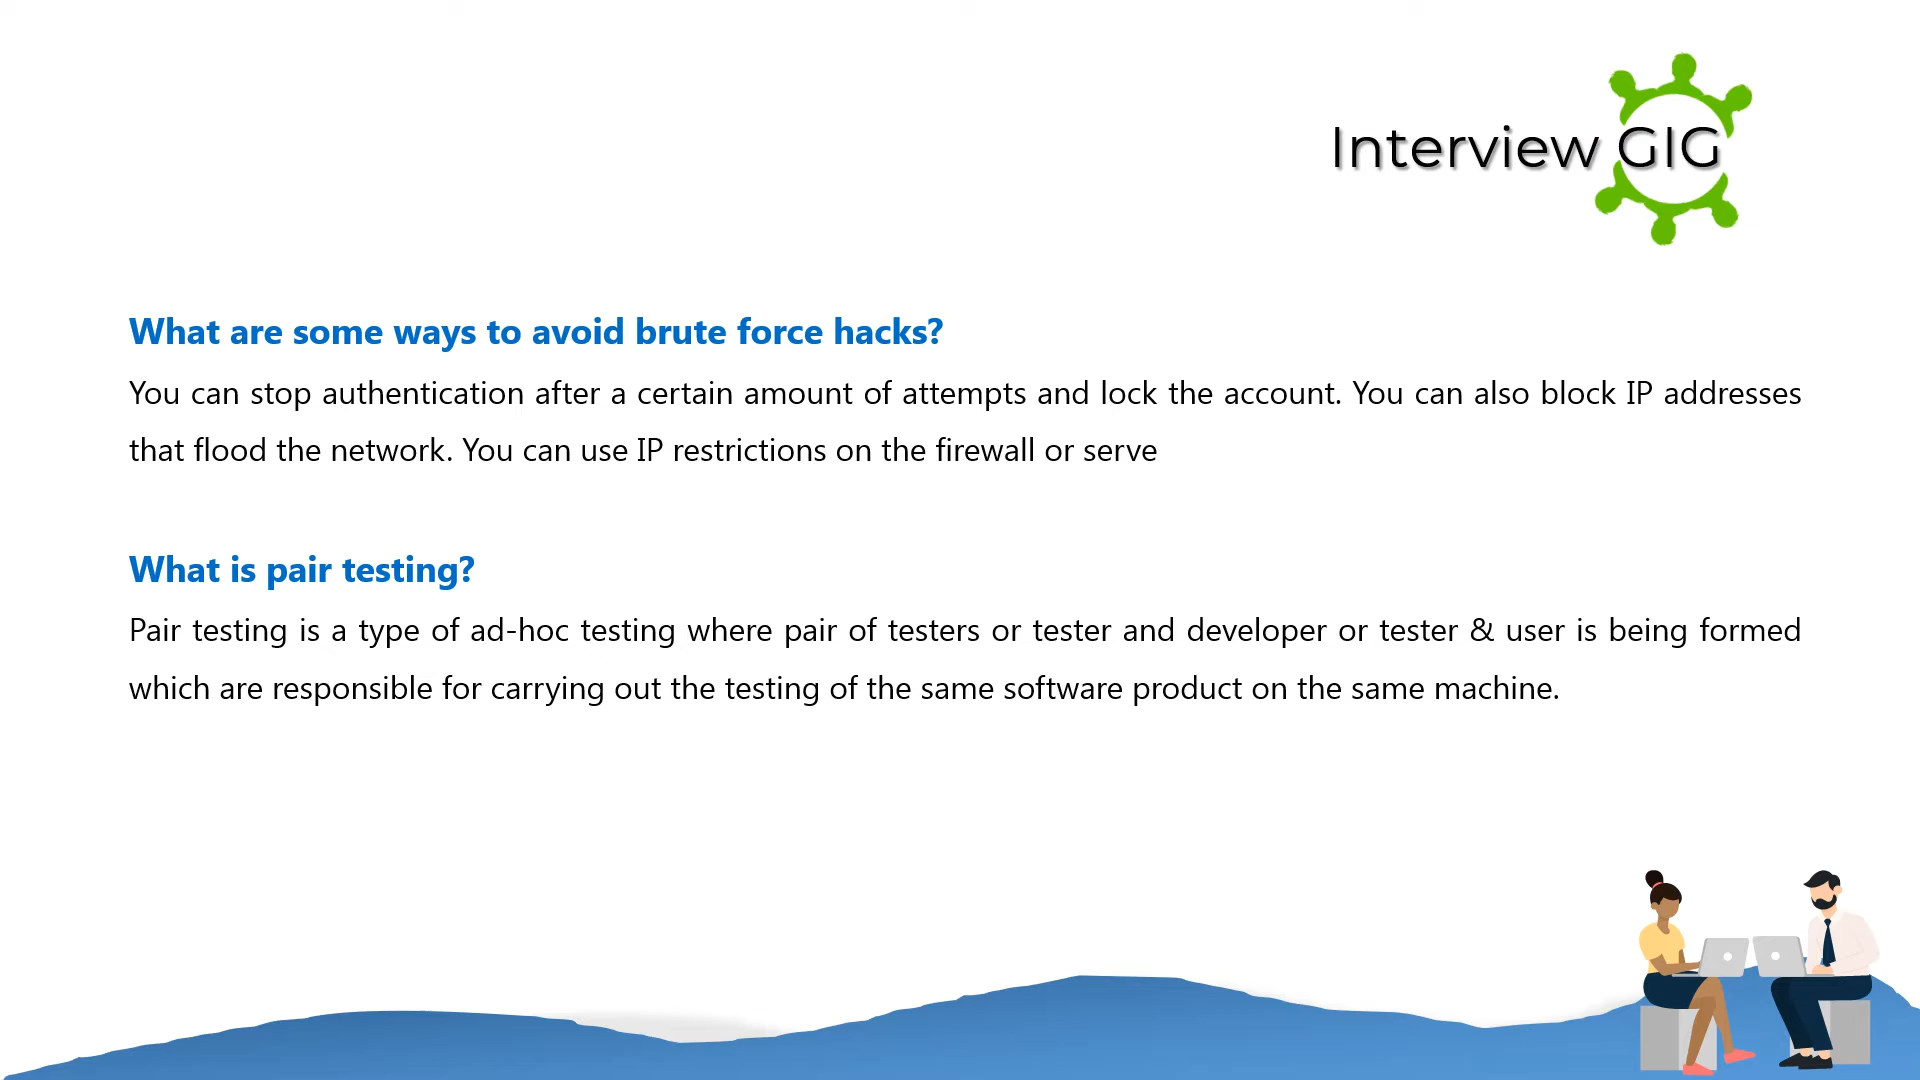 Interview GIG
What are some ways to avoid brute force hacks?
You can stop authentication after a certain amount of attempts and lock the account. You can also block IP addresses
that flood the network. You can use IP restrictions on the firewall or serve
What is pair testing?
Pair testing is a type of ad-hoc testing where pair of testers or tester and developer or tester & user is being formed
which are responsible for carrying out the testing of the same software product on the same machine.